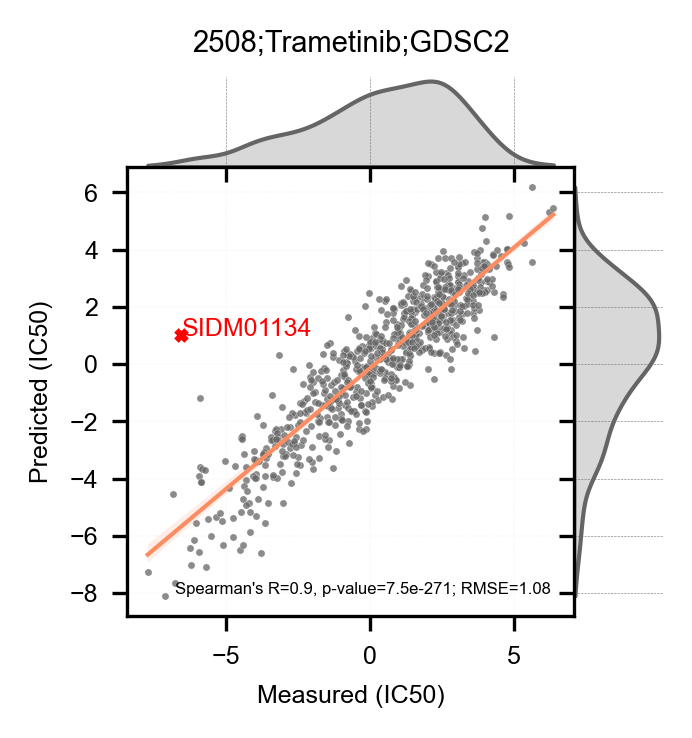 2508;Trametinib;GDSC2
6
4
2
0
−2
−4
−6
−8
Predicted (IC50)
SIDM01134
Spearman's R=0.9, p-value=7.5e-271; RMSE=1.08
−5
0
5
Measured (IC50)